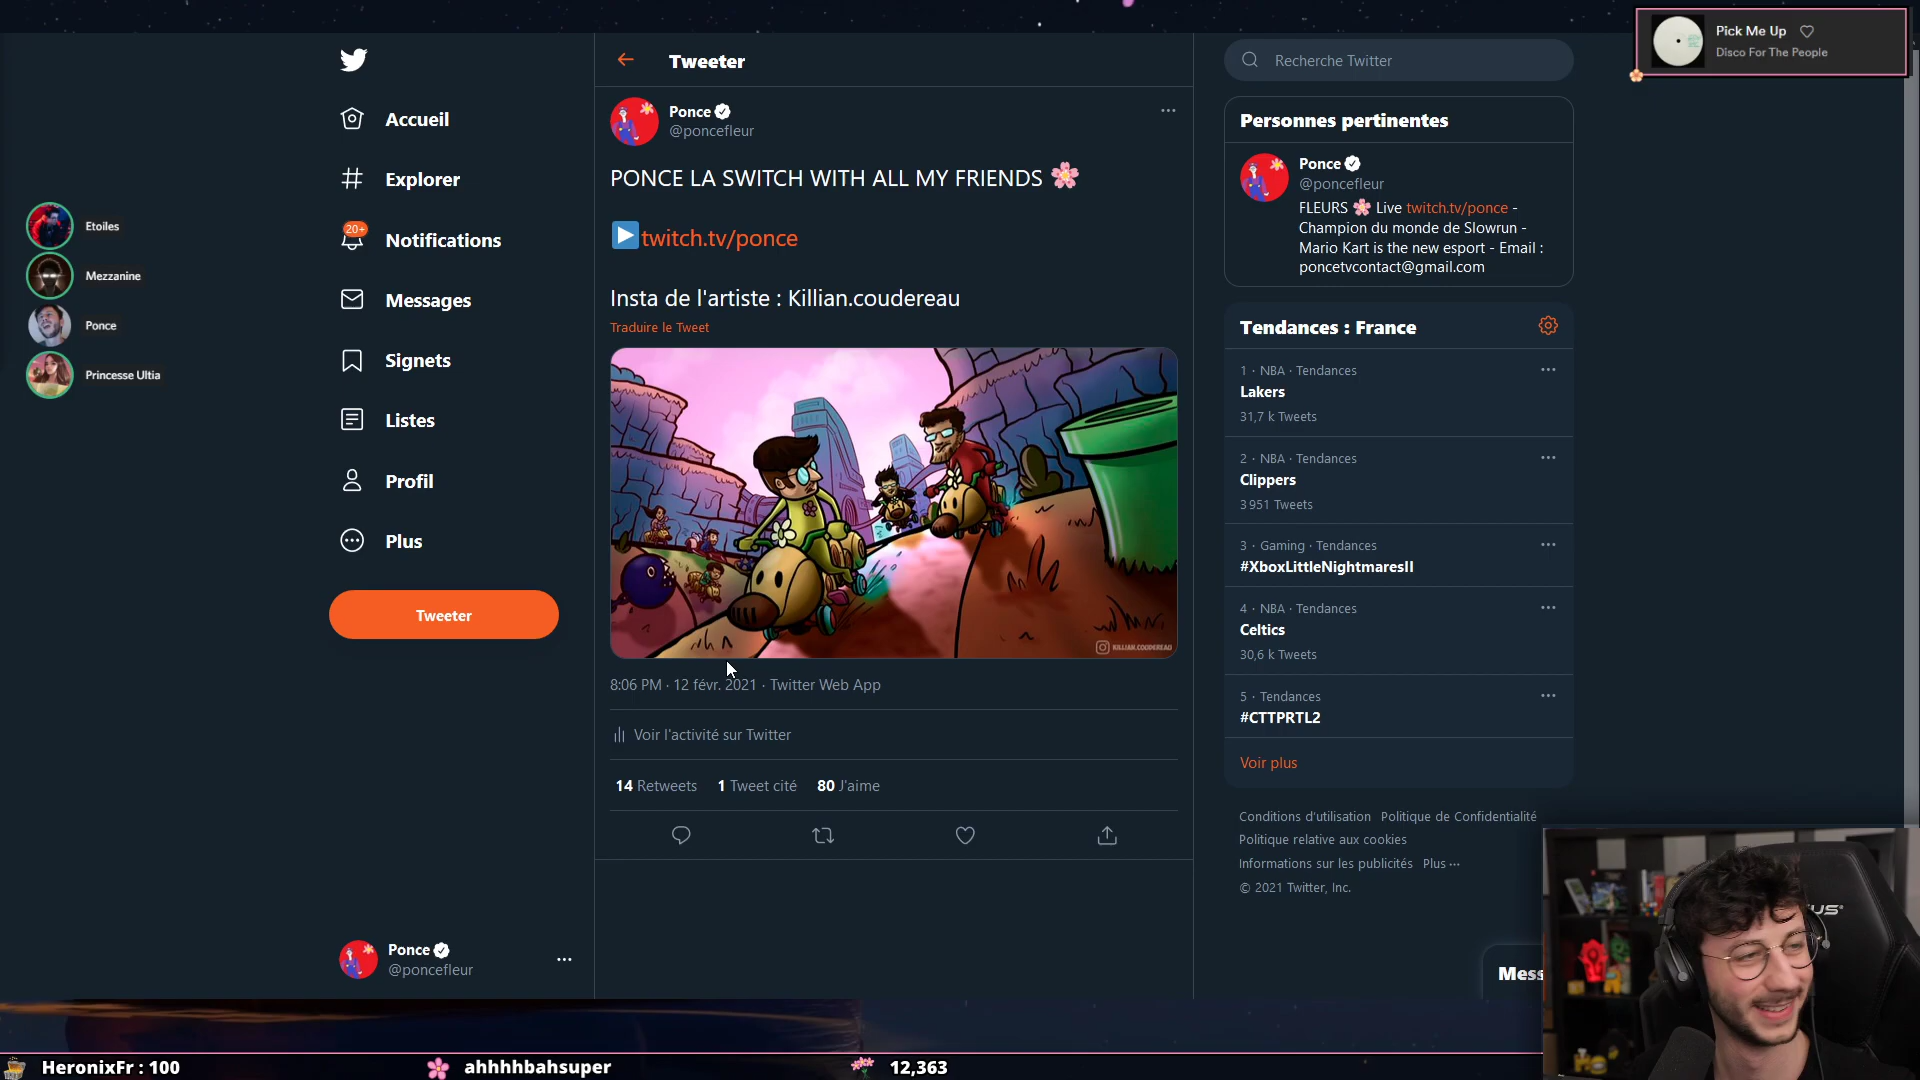 Pick Me Up
Disco For The People
Etoiles
Mezzanine
Ponce
Princesse Ultia
Accueil
Explorer
20+
Notifications
Messages
Signets
Listes
Profil
Plus
Tweeter
Ponce
@poncefleur
Tweeter
Ponce
@poncefleur
PONCE LA SWITCH WITH ALL MY FRIENDS 🌸
▶twitch.tv/ponce
Insta de l'artiste : Killian.coudereau
Traduire le Tweet
KILLIAN.COUDEREAU
8:06 PM · 12 févr. 2021 · Twitter Web App
Voir l'activité sur Twitter
14 Retweets 1 Tweet cité 80 J'aime
Recherche Twitter
Personnes pertinentes
Ponce
@poncefleur
FLEURS 🌸 Live twitch.tv/ponce -
Champion du monde de Slowrun -
Mario Kart is the new esport - Email :
poncetvcontact@gmail.com
Tendances : France
1 · NBA · Tendances
Lakers
31,7 k Tweets
2 · NBA · Tendances
Clippers
3 951 Tweets
3 · Gaming · Tendances
#XboxLittleNightmaresII
4 · NBA · Tendances
Celtics
30,6 k Tweets
5 · Tendances
#CTTPRTL2
Voir plus
Conditions d'utilisation Politique de Confidentialité
Politique relative aux cookies
Informations sur les publicités Plus ···
© 2021 Twitter, Inc.
Mess
HeronixFr : 100
ahhhhbahsuper
12,363